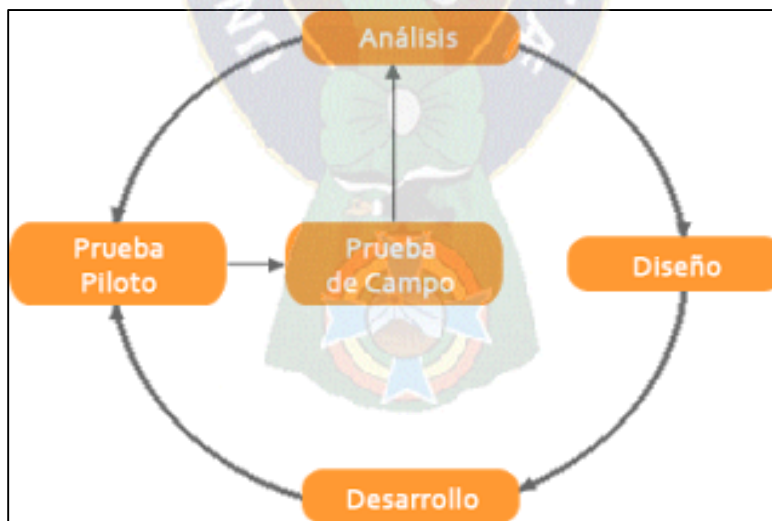 Análisis
Prueba
Piloto
Prueba
de Campo
Diseño
Desarrollo